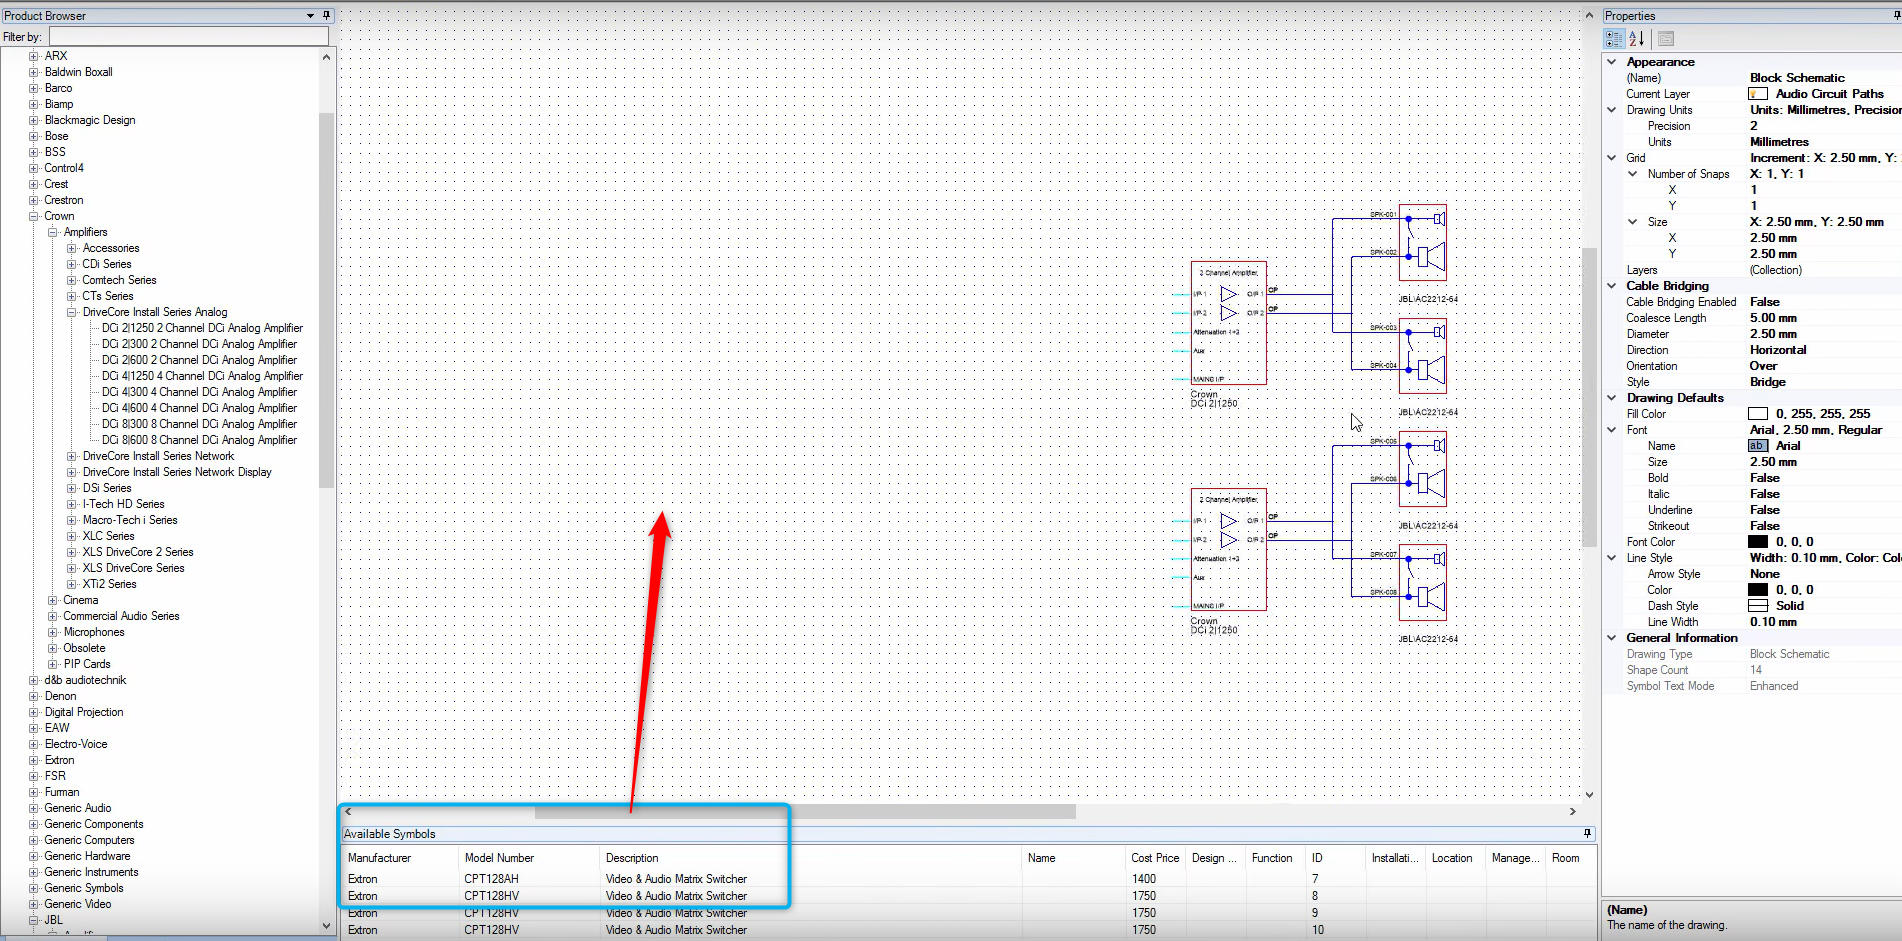 Product Browser
Filter by:
ARX
Baldwin Boxall
Barco
Biamp
Blackmagic Design
Bose
BSS
Control4
Crest
Crestron
Crown
Amplifiers
Accessories
CDi Series
Comtech Series
CTs Series
DriveCore Install Series Analog
DCi 2|1250 2 Channel DCi Analog Amplifier
DCi 2|300 2 Channel DCi Analog Amplifier
DCi 2|600 2 Channel DCi Analog Amplifier
DCi 4|1250 4 Channel DCi Analog Amplifier
DCi 4|300 4 Channel DCi Analog Amplifier
DCi 4|600 4 Channel DCi Analog Amplifier
DCi 8|300 8 Channel DCi Analog Amplifier
DCi 8|600 8 Channel DCi Analog Amplifier
DriveCore Install Series Network
DriveCore Install Series Network Display
DSi Series
I-Tech HD Series
Macro-Tech i Series
XLC Series
XLS DriveCore 2 Series
XLS DriveCore Series
XTi2 Series
Cinema
Commercial Audio Series
Microphones
Obsolete
PIP Cards
d&b audiotechnik
Denon
Digital Projection
EAW
Electro-Voice
Extron
FSR
Furman
Generic Audio
Generic Components
Generic Computers
Generic Hardware
Generic Instruments
Generic Symbols
Generic Video
JBL
2 Channel Amplifier
I/P 1 O/P 1 OP
I/P 2 O/P 2 OP
Attenuation 1+2
Aux
MAINS I/P
Crown
DCi 2|1250
SPK-001
SPK-002
JBL\AC2212-64
SPK-003
SPK-004
JBL\AC2212-64
2 Channel Amplifier
I/P 1 O/P 1 OP
I/P 2 O/P 2 OP
Attenuation 1+2
Aux
MAINS I/P
Crown
DCi 2|1250
SPK-005
SPK-006
JBL\AC2212-64
SPK-007
SPK-008
JBL\AC2212-64
Available Symbols
Manufacturer Model Number Description Name Cost Price Design ... Function ID Installati... Location Manage... Room
Extron CPT128AH Video & Audio Matrix Switcher 1400 7
Extron CPT128HV Video & Audio Matrix Switcher 1750 8
Extron CPT128HV Video & Audio Matrix Switcher 1750 9
Extron CPT128HV Video & Audio Matrix Switcher 1750 10
Properties
Appearance
(Name) Block Schematic
Current Layer Audio Circuit Paths
Drawing Units Units: Millimetres, Precision
Precision 2
Units Millimetres
Grid Increment: X: 2.50 mm, Y:
Number of Snaps X: 1, Y: 1
X 1
Y 1
Size X: 2.50 mm, Y: 2.50 mm
X 2.50 mm
Y 2.50 mm
Layers (Collection)
Cable Bridging
Cable Bridging Enabled False
Coalesce Length 5.00 mm
Diameter 2.50 mm
Direction Horizontal
Orientation Over
Style Bridge
Drawing Defaults
Fill Color 0, 255, 255, 255
Font Arial, 2.50 mm, Regular
Name ab Arial
Size 2.50 mm
Bold False
Italic False
Underline False
Strikeout False
Font Color 0, 0, 0
Line Style Width: 0.10 mm, Color: Col
Arrow Style None
Color 0, 0, 0
Dash Style Solid
Line Width 0.10 mm
General Information
Drawing Type Block Schematic
Shape Count 14
Symbol Text Mode Enhanced
(Name)
The name of the drawing.